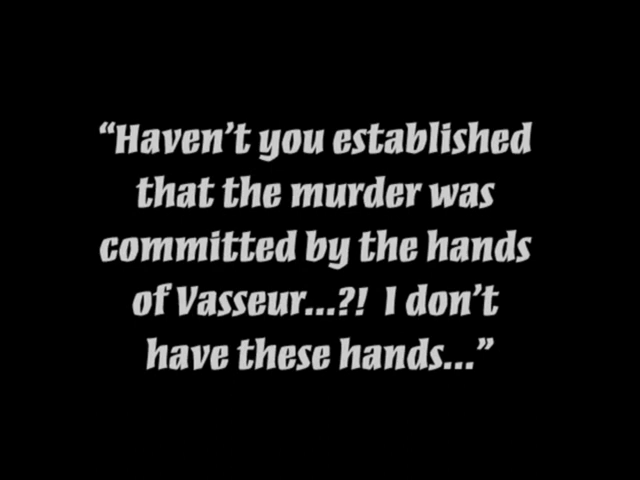 “Haven’t you established
that the murder was
committed by the hands
of Vasseur...?!  I don’t
have these hands...”